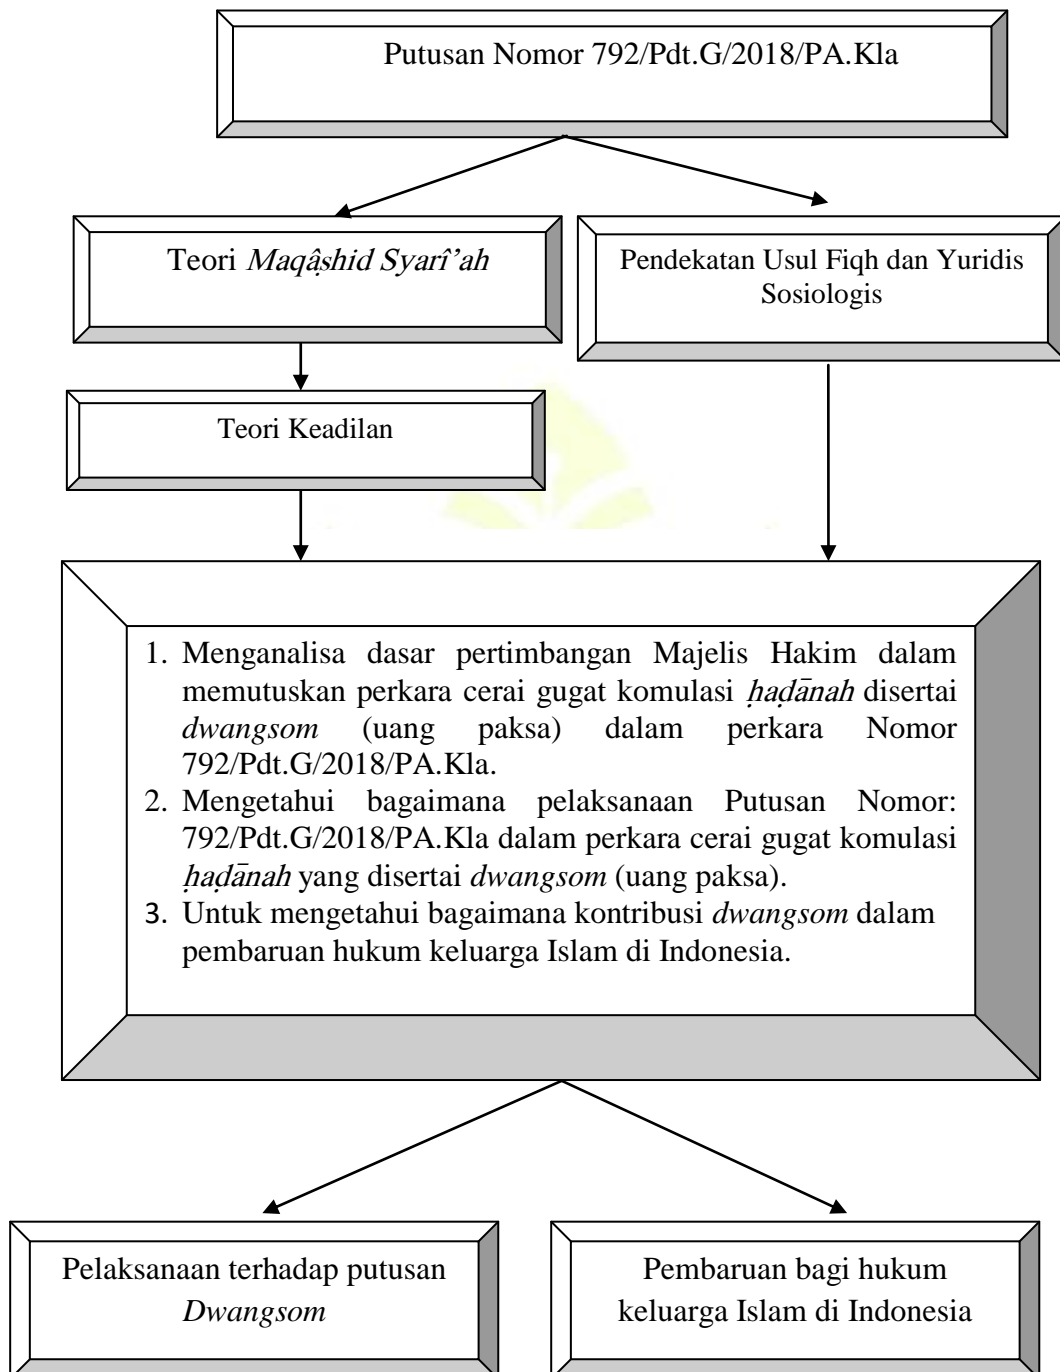 Putusan Nomor 792/Pdt.G/2018/PA.Kla
Teori Maqâṣhid Syarî’ah
Pendekatan Usul Fiqh dan Yuridis
Sosiologis
Teori Keadilan
1. Menganalisa dasar pertimbangan Majelis Hakim dalam
memutuskan perkara cerai gugat komulasi ḥaḍānah disertai
dwangsom (uang paksa) dalam perkara Nomor
792/Pdt.G/2018/PA.Kla.
2. Mengetahui bagaimana pelaksanaan Putusan Nomor:
792/Pdt.G/2018/PA.Kla dalam perkara cerai gugat komulasi
ḥaḍānah yang disertai dwangsom (uang paksa).
3. Untuk mengetahui bagaimana kontribusi dwangsom dalam
pembaruan hukum keluarga Islam di Indonesia.
Pelaksanaan terhadap putusan
Dwangsom
Pembaruan bagi hukum
keluarga Islam di Indonesia